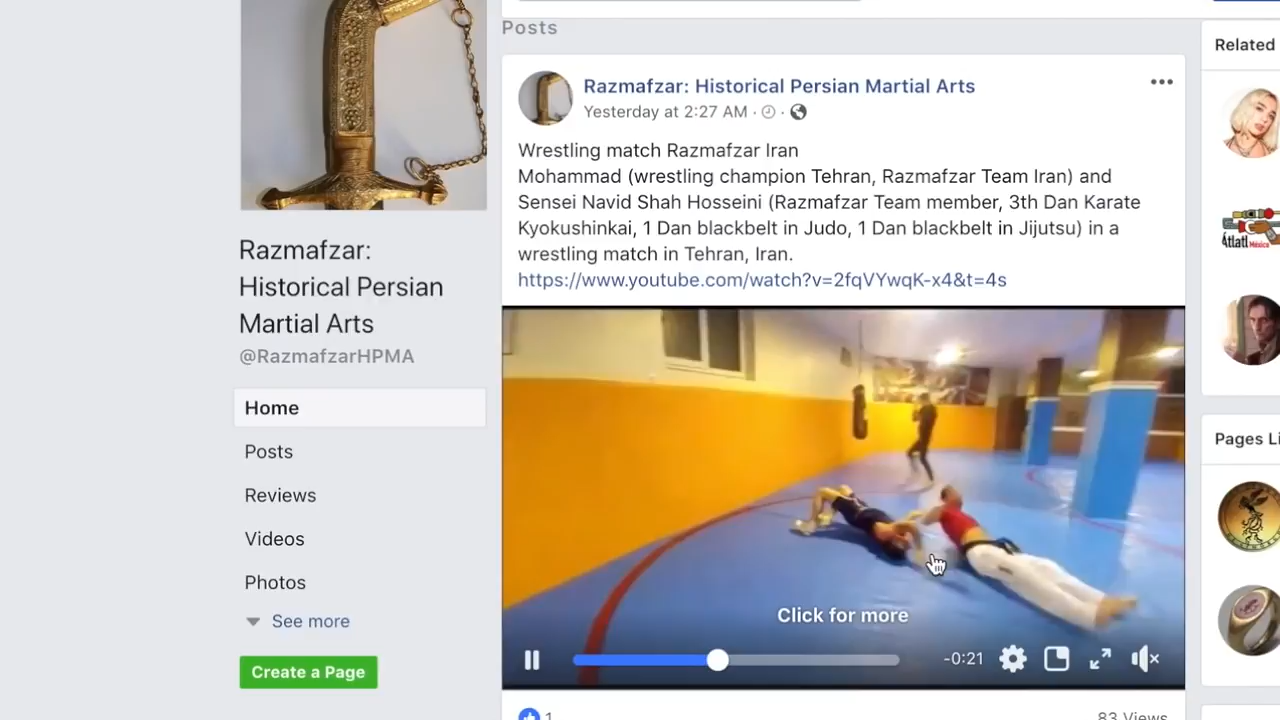 Posts
Razmafzar: Historical Persian Martial Arts
Yesterday at 2:27 AM ·
Wrestling match Razmafzar Iran
Mohammad (wrestling champion Tehran, Razmafzar Team Iran) and
Sensei Navid Shah Hosseini (Razmafzar Team member, 3th Dan Karate
Kyokushinkai, 1 Dan blackbelt in Judo, 1 Dan blackbelt in Jijutsu) in a
wrestling match in Tehran, Iran.
https://www.youtube.com/watch?v=2fqVYwqK-x4&t=4s
Click for more
-0:21
1
83 Views
Razmafzar:
Historical Persian
Martial Arts
@RazmafzarHPMA
Home
Posts
Reviews
Videos
Photos
See more
Create a Page
Related
Átlatl México
Pages Li